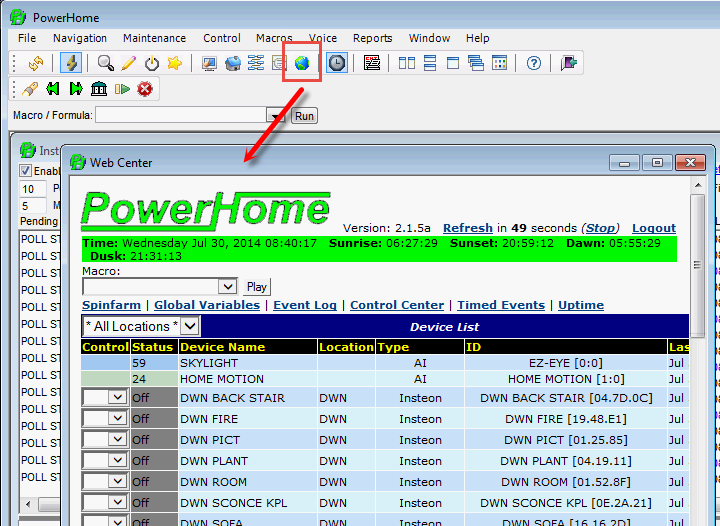 PowerHome
File Navigation Maintenance Control Macros Voice Reports Window Help
Macro / Formula: Run
Inst
Enabl
10 P
5 M
Pending
POLL ST
POLL ST
POLL ST
POLL ST
POLL ST
POLL ST
POLL ST
POLL ST
POLL ST
POLL ST
POLL ST
POLL ST
POLL ST
POLL ST
Web Center
PowerHome
Version: 2.1.5a Refresh in 49 seconds (Stop) Logout
Time: Wednesday Jul 30, 2014 08:40:17 Sunrise: 06:27:29 Sunset: 20:59:12 Dawn: 05:55:29
Dusk: 21:31:13
Macro:
Play
Spinfarm | Global Variables | Event Log | Control Center | Timed Events | Uptime
* All Locations * Device List
Control Status Device Name Location Type ID Las
59 SKYLIGHT AI EZ-EYE [0:0] Jul
24 HOME MOTION AI HOME MOTION [1:0] Jul
Off DWN BACK STAIR DWN Insteon DWN BACK STAIR [04.7D.0C] Jul
Off DWN FIRE DWN Insteon DWN FIRE [19.48.E1] Jul
Off DWN PICT DWN Insteon DWN PICT [01.25.85] Jul
Off DWN PLANT DWN Insteon DWN PLANT [04.19.11] Jul
Off DWN ROOM DWN Insteon DWN ROOM [01.52.8F] Jul
Off DWN SCONCE KPL DWN Insteon DWN SCONCE KPL [0E.2A.21] Jul
Off DWN SOFA DWN Insteon DWN SOFA [16.16.2D] Jul